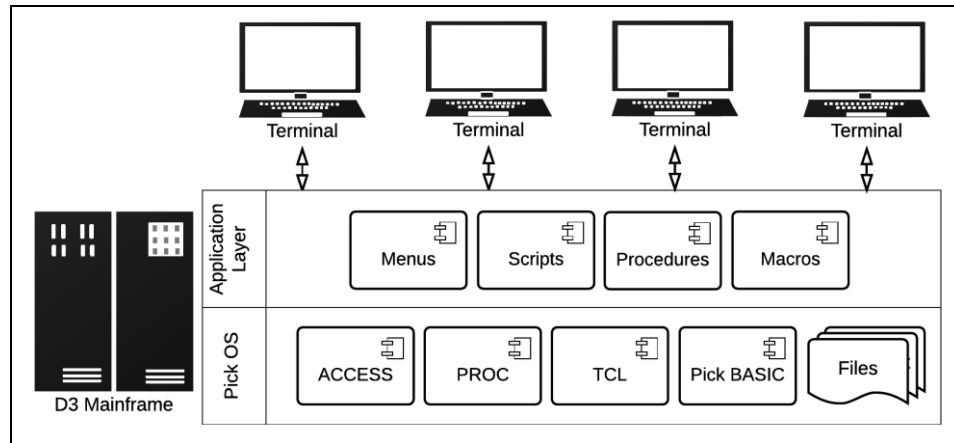 Terminal
Terminal
Terminal
Terminal
Application
Layer
Menus
Scripts
Procedures
Macros
Pick OS
ACCESS
PROC
TCL
Pick BASIC
Files
D3 Mainframe